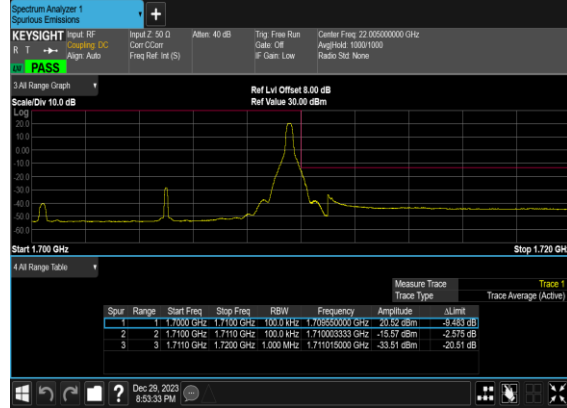 Spectrum Analyzer 1
Spurious Emissions
+
KEYSIGHT Input: RF
R T Coupling: DC
Align: Auto
Input Z: 50 Ω
Corr CCorr
Freq Ref: Int (S)
Atten: 40 dB
Trig: Free Run
Gate: Off
IF Gain: Low
Center Freq: 22.005000000 GHz
Avg|Hold: 1000/1000
Radio Std: None
PASS
3 All Range Graph
Scale/Div 10.0 dB
Ref Lvl Offset 8.00 dB
Ref Value 30.00 dBm
Log
20.0
10.0
0.00
-10.0
-20.0
-30.0
-40.0
-50.0
-60.0
Start 1.700 GHz
Stop 1.720 GH
4 All Range Table
Measure Trace Trace 1
Trace Type Trace Average (Active)
Spur Range Start Freq Stop Freq RBW Frequency Amplitude ΔLimit
1 1 1.7000 GHz 1.7100 GHz 100.0 kHz 1.709550000 GHz 20.52 dBm -9.483 dB
2 2 1.7100 GHz 1.7110 GHz 100.0 kHz 1.710003333 GHz -15.57 dBm -2.575 dB
3 3 1.7110 GHz 1.7200 GHz 1.000 MHz 1.711015000 GHz -33.51 dBm -20.51 dB
?
Dec 29, 2023
8:53:33 PM